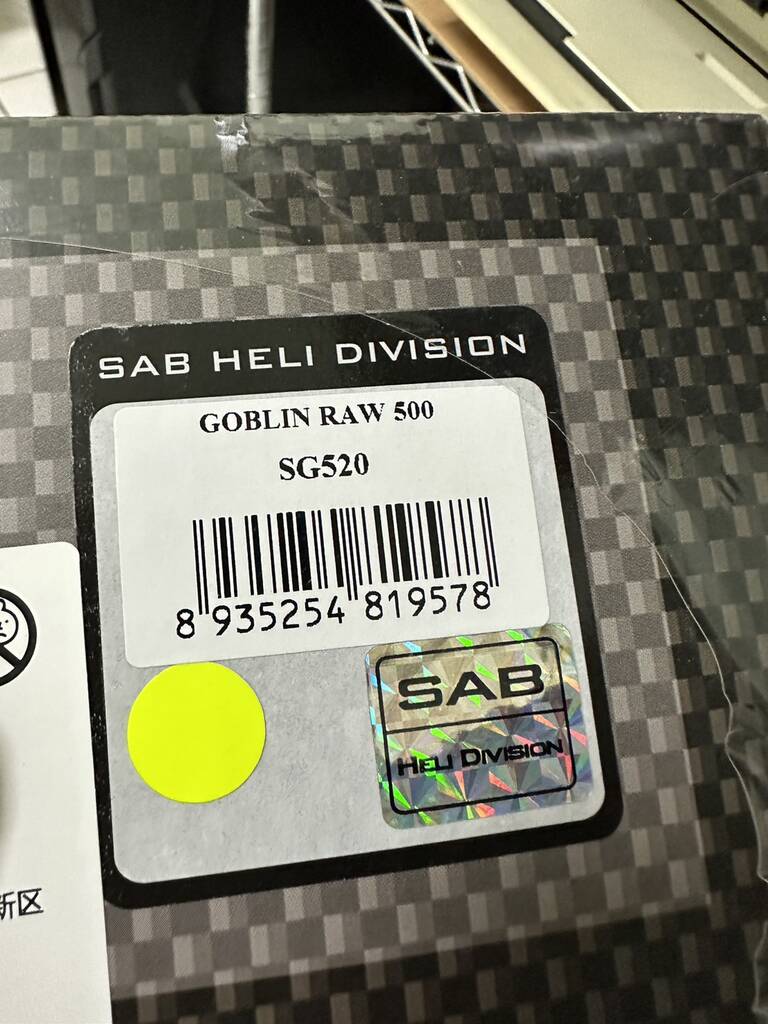 SAB HELI DIVISION
GOBLIN RAW 500
SG520
8 935254 819578
SAB
HELI DIVISION
新区